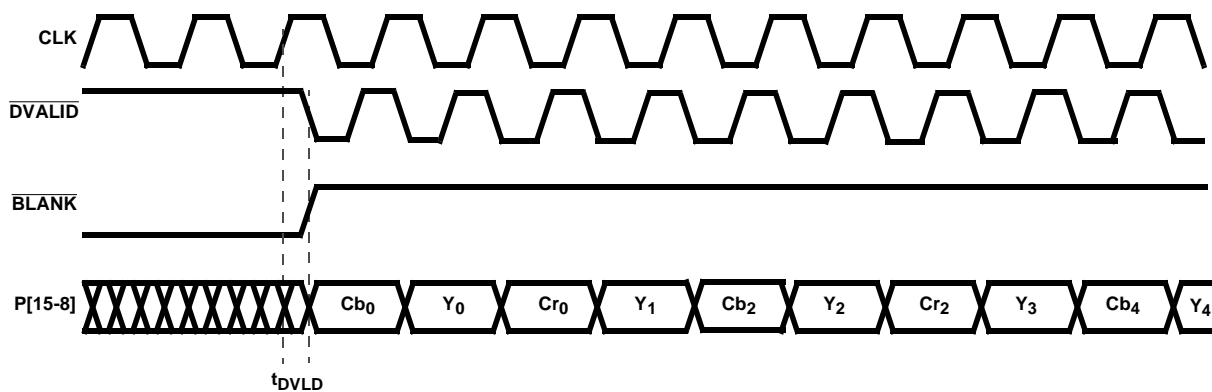 CLK
DVALID
BLANK
P[15-8] Cb0 Y0 Cr0 Y1 Cb2 Y2 Cr2 Y3 Cb4 Y4
tDVLD